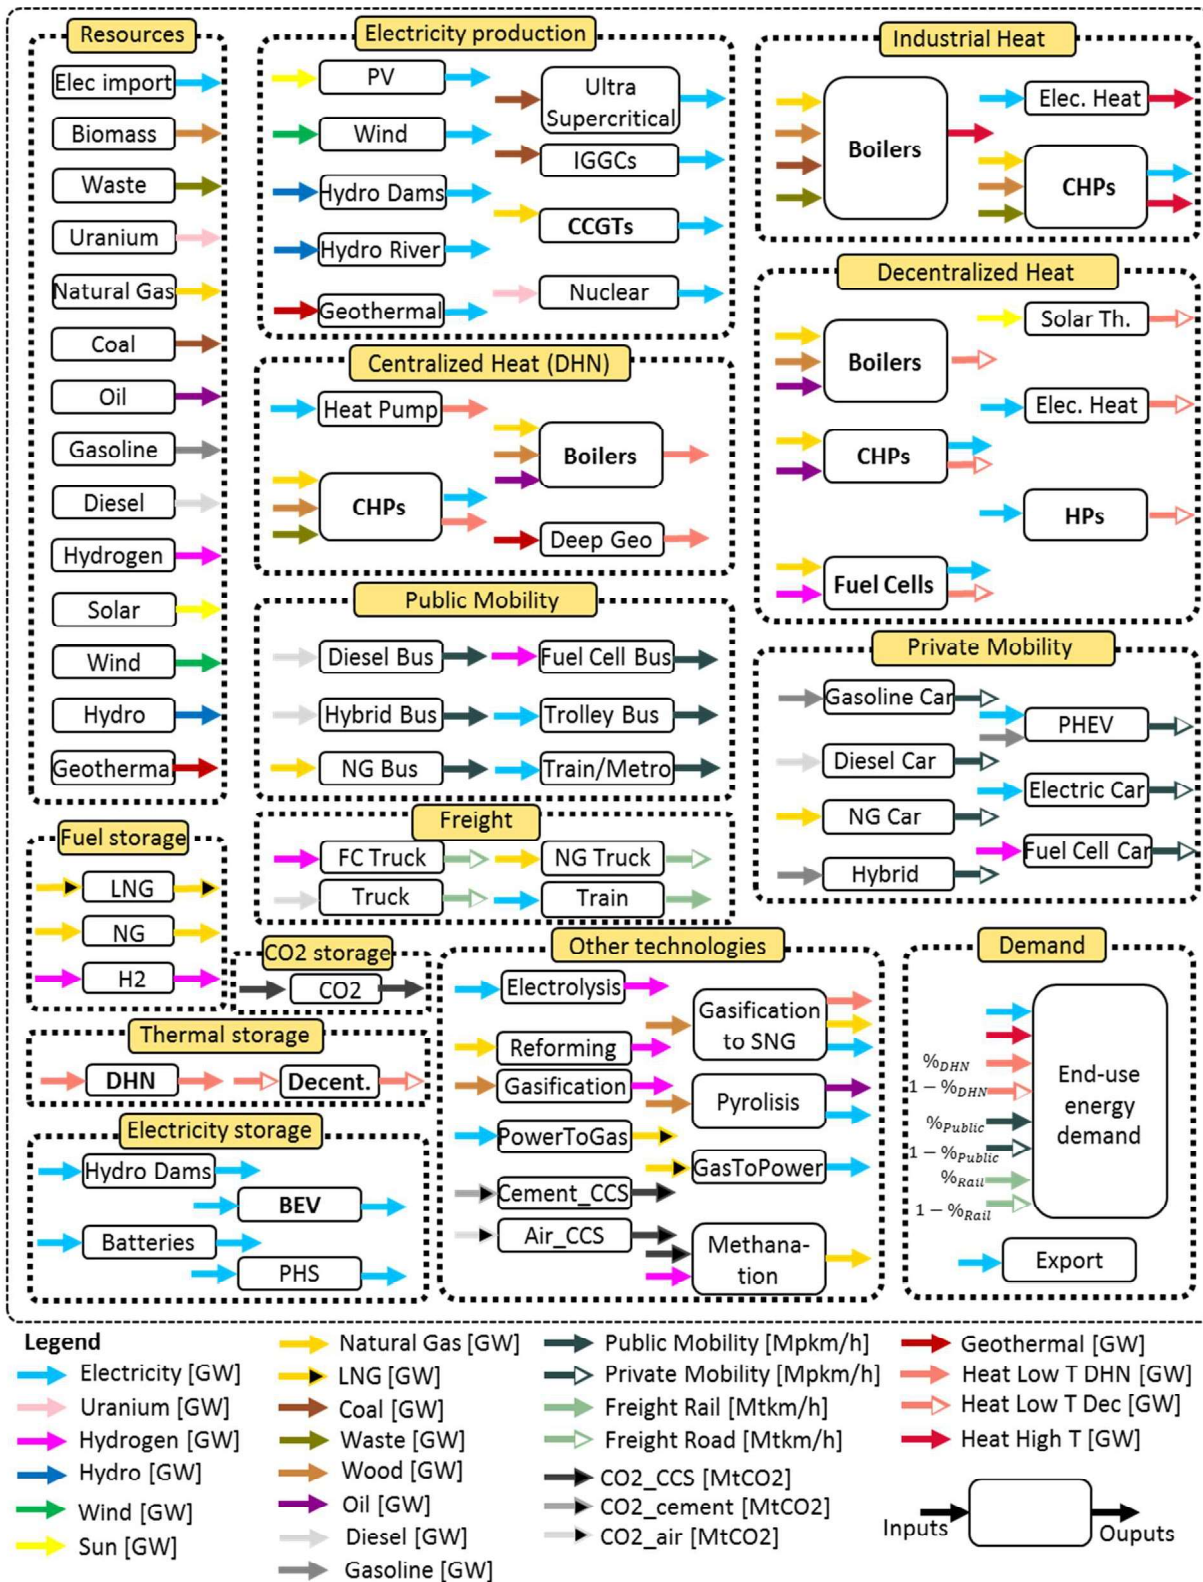 Resources
Elec import
Biomass
Waste
Uranium
Natural Gas
Coal
Oil
Gasoline
Diesel
Hydrogen
Solar
Wind
Hydro
Geothermal
Electricity production
PV
Wind
Hydro Dams
Hydro River
Geothermal
Ultra
Supercritical
IGGCs
CCGTs
Nuclear
Industrial Heat
Boilers
Elec. Heat
CHPs
Centralized Heat (DHN)
Heat Pump
CHPs
Boilers
Deep Geo
Decentralized Heat
Boilers
CHPs
Fuel Cells
Solar Th.
Elec. Heat
HPs
Public Mobility
Diesel Bus
Fuel Cell Bus
Hybrid Bus
Trolley Bus
NG Bus
Train/Metro
Private Mobility
Gasoline Car
Diesel Car
NG Car
Hybrid
PHEV
Electric Car
Fuel Cell Car
Freight
FC Truck
NG Truck
Truck
Train
Fuel storage
LNG
NG
H2
CO2 storage
CO2
Thermal storage
DHN
Decent.
Electricity storage
Hydro Dams
BEV
Batteries
PHS
Other technologies
Electrolysis
Reforming
Gasification
PowerToGas
Cement_CCS
Air_CCS
Gasification
to SNG
Pyrolisis
GasToPower
Methana-
tion
Demand
%DHN
1 − %DHN
%Public
1 − %Public
%Rail
1 − %Rail
End-use
energy
demand
Export
Legend
Electricity [GW]
Uranium [GW]
Hydrogen [GW]
Hydro [GW]
Wind [GW]
Sun [GW]
Natural Gas [GW]
LNG [GW]
Coal [GW]
Waste [GW]
Wood [GW]
Oil [GW]
Diesel [GW]
Gasoline [GW]
Public Mobility [Mpkm/h]
Private Mobility [Mpkm/h]
Freight Rail [Mtkm/h]
Freight Road [Mtkm/h]
CO2_CCS [MtCO2]
CO2_cement [MtCO2]
CO2_air [MtCO2]
Geothermal [GW]
Heat Low T DHN [GW]
Heat Low T Dec [GW]
Heat High T [GW]
Inputs
Ouputs